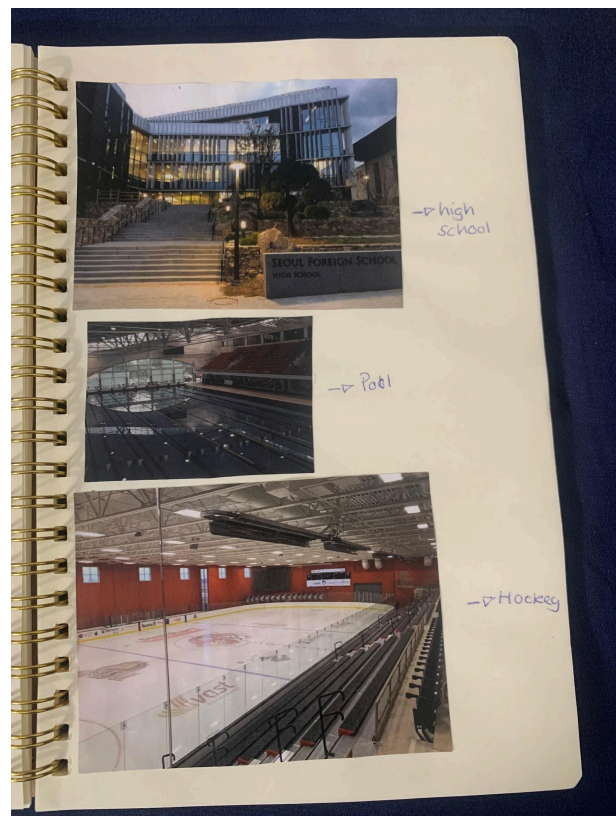 SEOUL FOREIGN SCHOOL
HIGH SCHOOL
→ high
school
→ Pool
→ Hockey